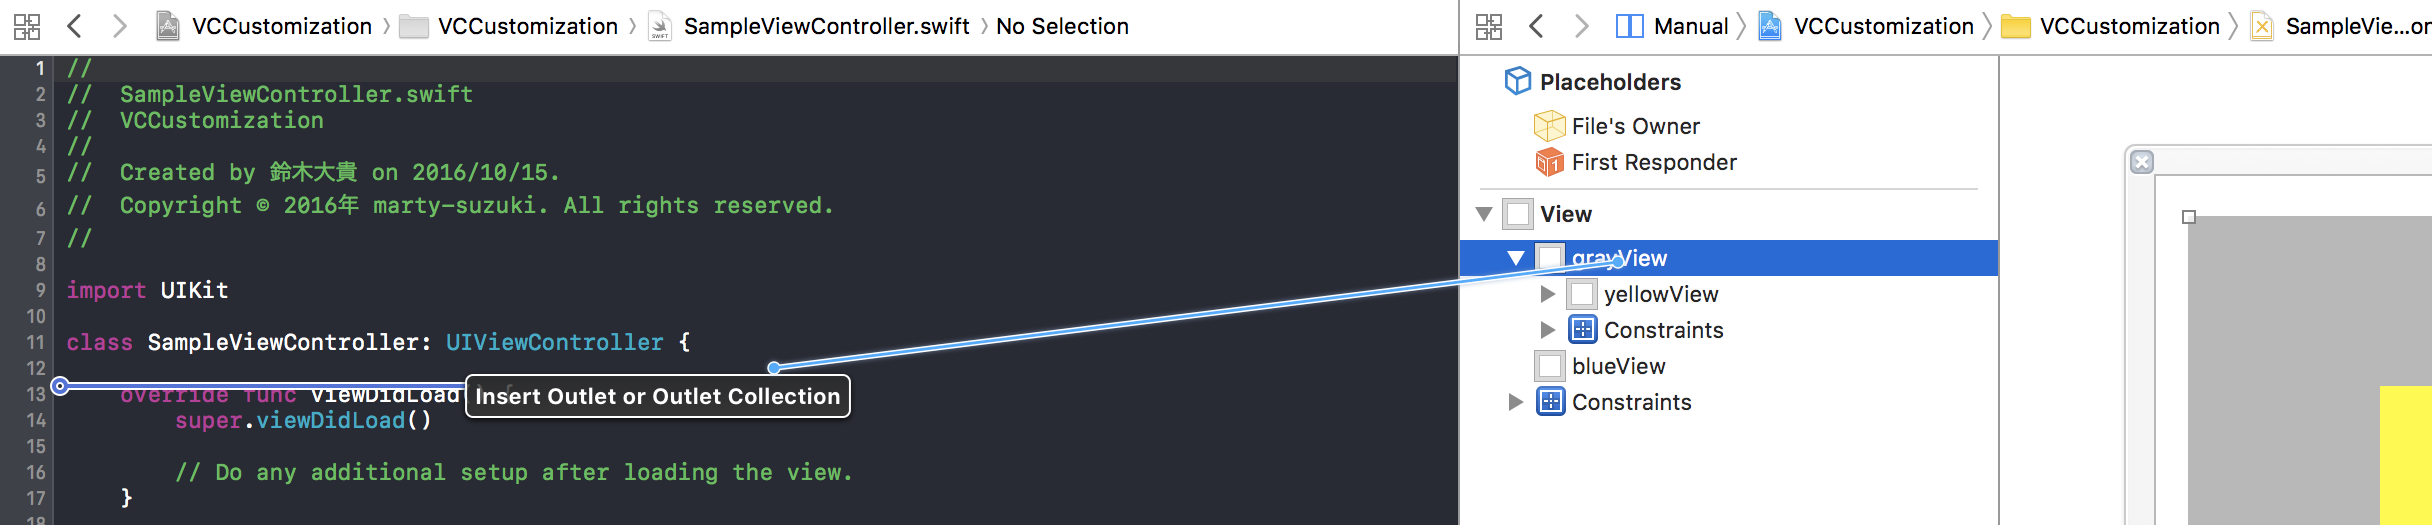 VCCustomization VCCustomization SampleViewController.swift No Selection
1 //
2 //  SampleViewController.swift
3 //  VCCustomization
4 //
5 //  Created by 鈴木大貴 on 2016/10/15.
6 //  Copyright © 2016年 marty-suzuki. All rights reserved.
7 //
8
9 import UIKit
10
11 class SampleViewController: UIViewController {
12
13     override func viewDidLoad() {
Insert Outlet or Outlet Collection
14         super.viewDidLoad()
15
16         // Do any additional setup after loading the view.
17     }
18
Manual VCCustomization VCCustomization SampleVie...or
Placeholders
File's Owner
First Responder
View
grayView
yellowView
Constraints
blueView
Constraints